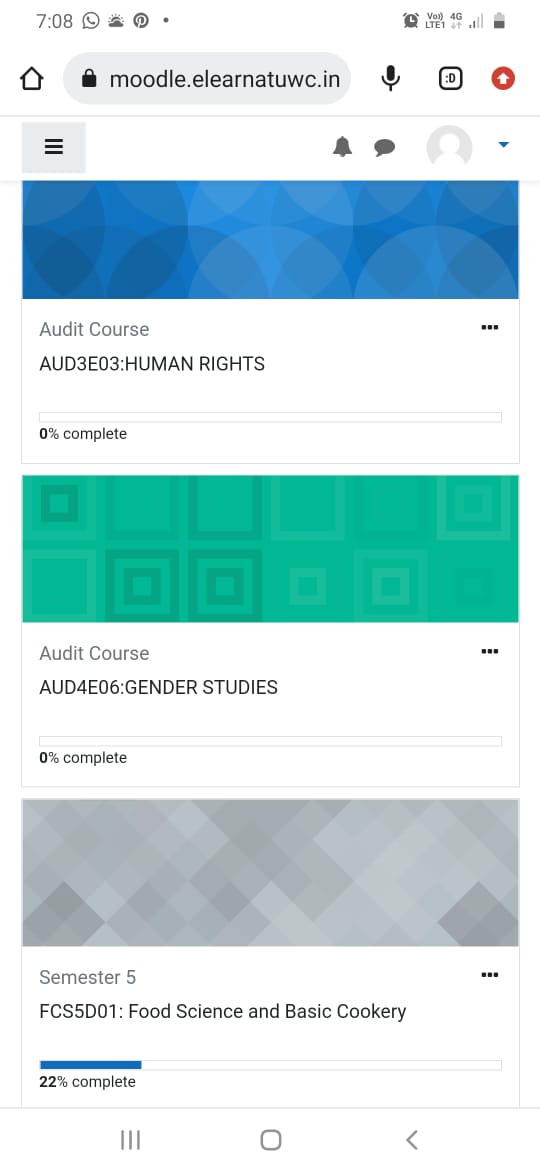 7:08
Vo)) 4G
LTE1
moodle.elearnatuwc.in
:D
Audit Course
AUD3E03:HUMAN RIGHTS
0% complete
Audit Course
AUD4E06:GENDER STUDIES
0% complete
Semester 5
FCS5D01: Food Science and Basic Cookery
22% complete